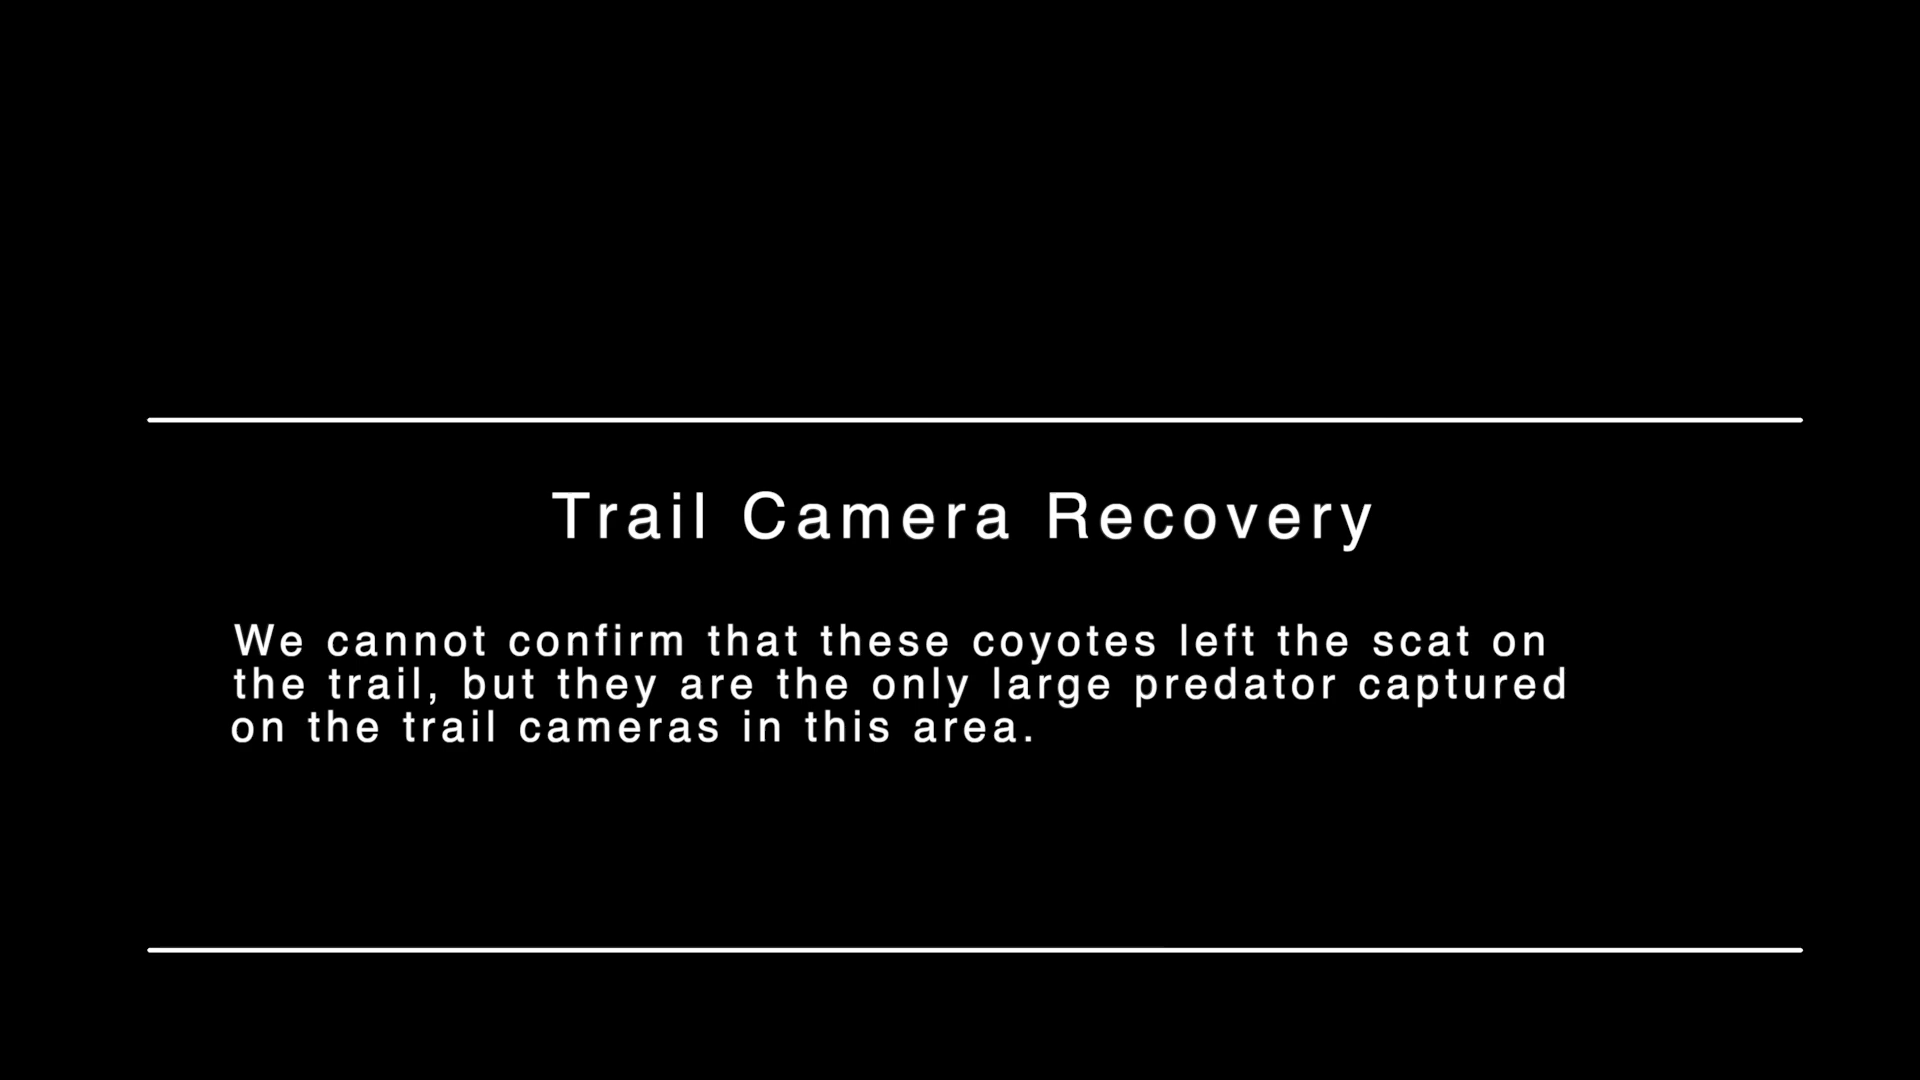 Trail Camera Recovery
We cannot confirm that these coyotes left the scat on
the trail, but they are the only large predator captured
on the trail cameras in this area.